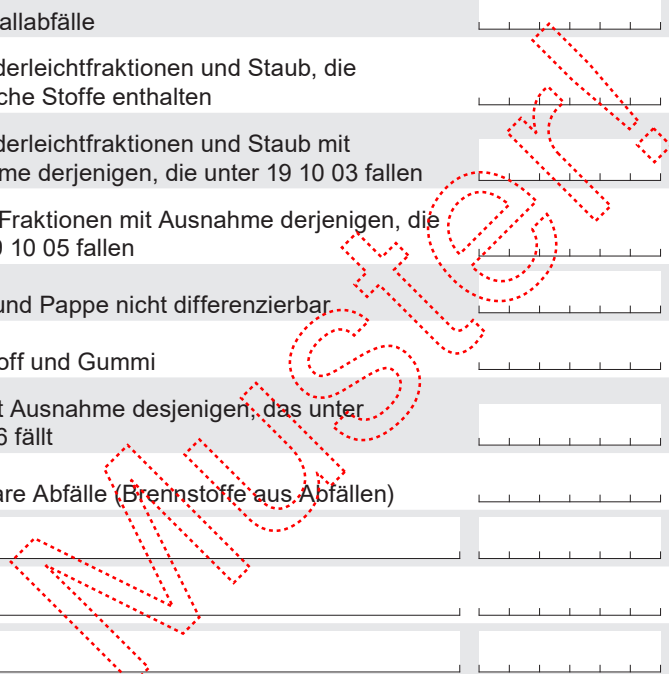 allabfälle
derleichtfraktionen und Staub, die
che Stoffe enthalten
derleichtfraktionen und Staub mit
me derjenigen, die unter 19 10 03 fallen
Fraktionen mit Ausnahme derjenigen, die
10 05 fallen
und Pappe nicht differenzierbar
off und Gummi
t Ausnahme desjenigen, das unter
6 fällt
are Abfälle (Brennstoffe aus Abfällen)
Muster!